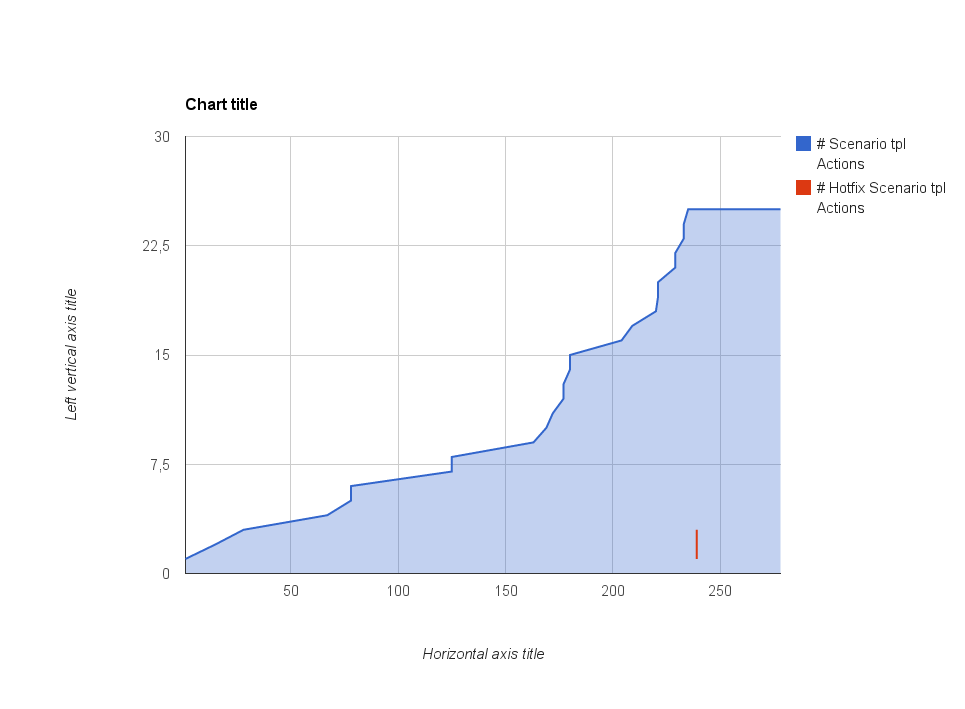 Chart title
30
22,5
15
7,5
0
Left vertical axis title
50
100
150
200
250
Horizontal axis title
# Scenario tpl
Actions
# Hotfix Scenario tpl
Actions